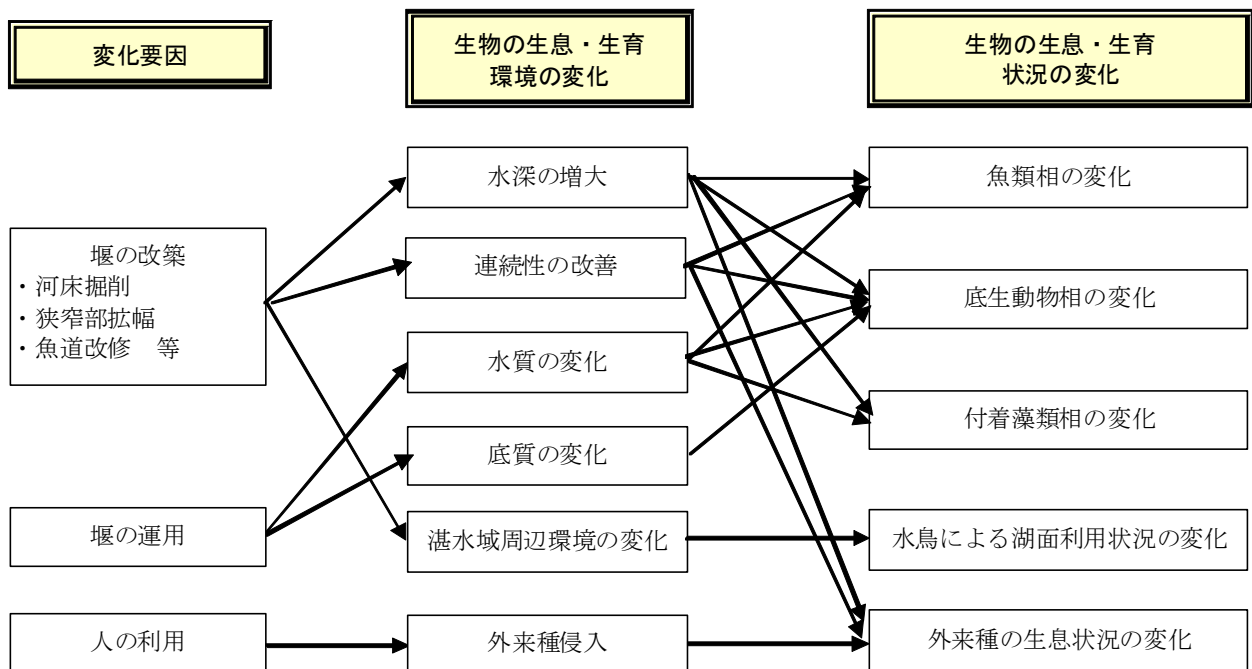 変化要因
生物の生息・生育
環境の変化
生物の生息・生育
状況の変化
堰の改築
・河床掘削
・狭窄部拡幅
・魚道改修　等
堰の運用
人の利用
水深の増大
連続性の改善
水質の変化
底質の変化
湛水域周辺環境の変化
外来種侵入
魚類相の変化
底生動物相の変化
付着藻類相の変化
水鳥による湖面利用状況の変化
外来種の生息状況の変化